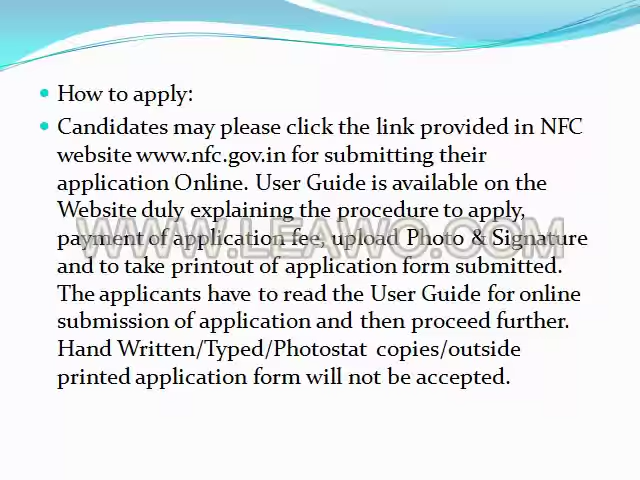 How to apply:
Candidates may please click the link provided in NFC
website www.nfc.gov.in for submitting their
application Online. User Guide is available on the
Website duly explaining the procedure to apply,
payment of application fee, upload Photo & Signature
WWW.LEAWO.COM
and to take printout of application form submitted.
The applicants have to read the User Guide for online
submission of application and then proceed further.
Hand Written/Typed/Photostat copies/outside
printed application form will not be accepted.